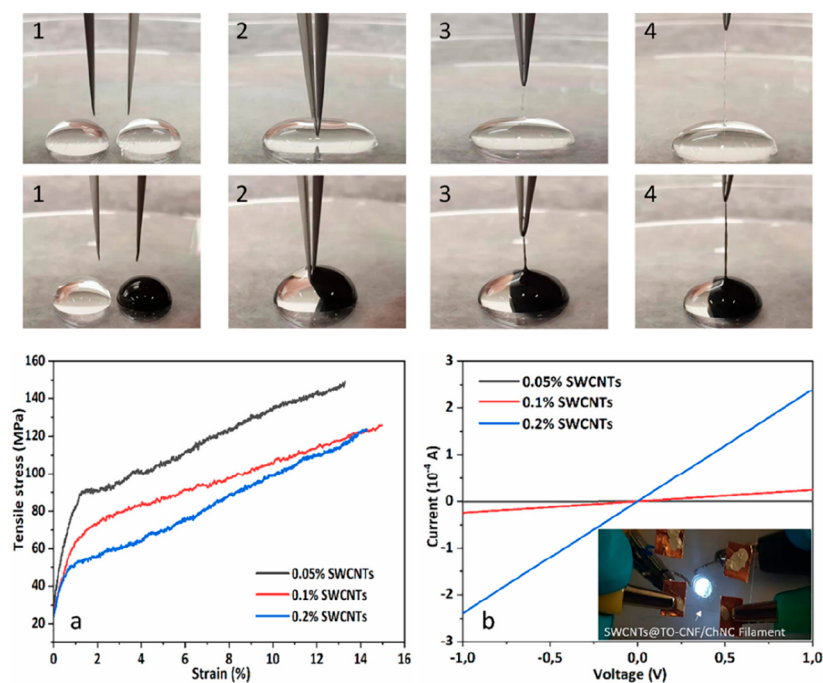 1 2 3 4
1 2 3 4
160
140
120
100
80
60
40
20
Tensile stress (MPa)
0.05% SWCNTs
0.1% SWCNTs
0.2% SWCNTs
a
0 2 4 6 8 10 12 14 16
Strain (%)
3
2
1
0
-1
-2
-3
Current (10⁻⁴ A)
0.05% SWCNTs
0.1% SWCNTs
0.2% SWCNTs
b
SWCNTs@TO-CNF/ChNC Filament
-1,0 -0,5 0,0 0,5 1,0
Voltage (V)